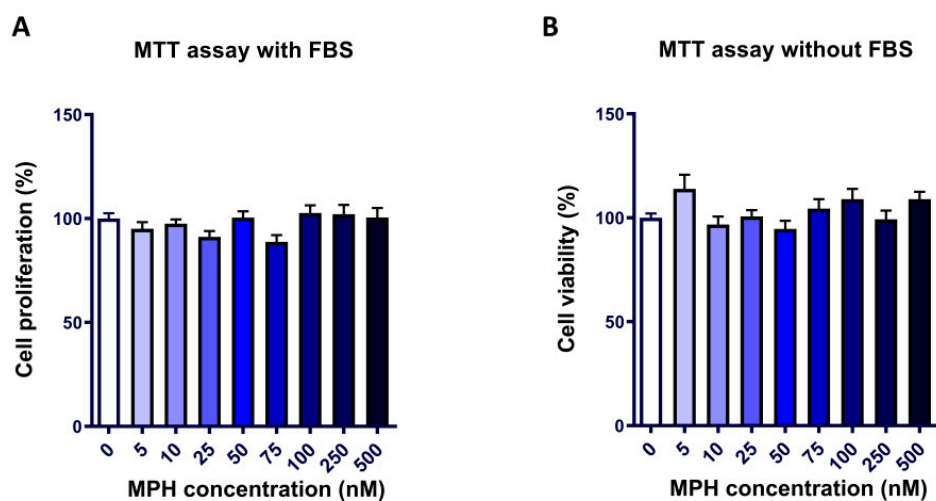 A
MTT assay with FBS
150
100
50
0
Cell proliferation (%)
0 5 10 25 50 75 100 250 500
MPH concentration (nM)
B
MTT assay without FBS
150
100
50
0
Cell viability (%)
0 5 10 25 50 75 100 250 500
MPH concentration (nM)